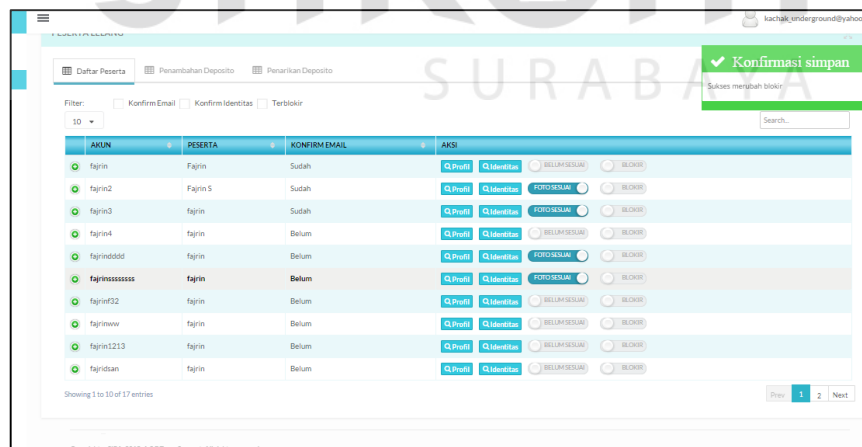 kachak_underground@yahoo
PESERTA LELANG
Konfirmasi simpan
Sukses merubah blokir
Daftar Peserta Penambahan Deposito Penarikan Deposito
SURABAYA
Filter: Konfirm Email Konfirm Identitas Terblokir
10
Search...
AKUN PESERTA KONFIRM EMAIL AKSI
fajrin Fajrin Sudah Profil Identitas BELUM SESUAI BLOKIR
fajrin2 Fajrin S Sudah Profil Identitas FOTO SESUAI BLOKIR
fajrin3 fajrin Sudah Profil Identitas FOTO SESUAI BLOKIR
fajrin4 fajrin Belum Profil Identitas BELUM SESUAI BLOKIR
fajrindddd fajrin Belum Profil Identitas FOTO SESUAI BLOKIR
fajrinssssssss fajrin Belum Profil Identitas FOTO SESUAI BLOKIR
fajrinf32 fajrin Belum Profil Identitas BELUM SESUAI BLOKIR
fajrinww fajrin Belum Profil Identitas BELUM SESUAI BLOKIR
fajrin1213 fajrin Belum Profil Identitas BELUM SESUAI BLOKIR
fajridsan fajrin Belum Profil Identitas BELUM SESUAI BLOKIR
Showing 1 to 10 of 17 entries
Prev 1 2 Next